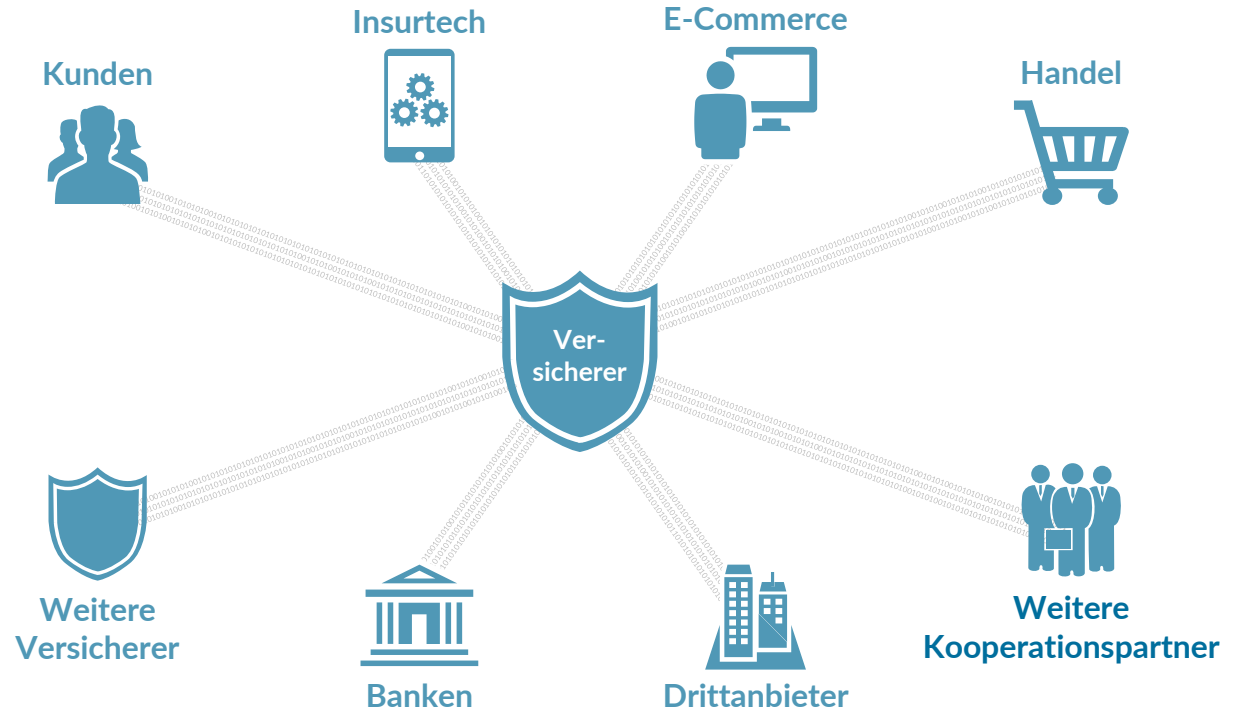 Insurtech
E-Commerce
Kunden
Handel
Ver-
sicherer
Weitere
Versicherer
Weitere
Kooperationspartner
Banken
Drittanbieter